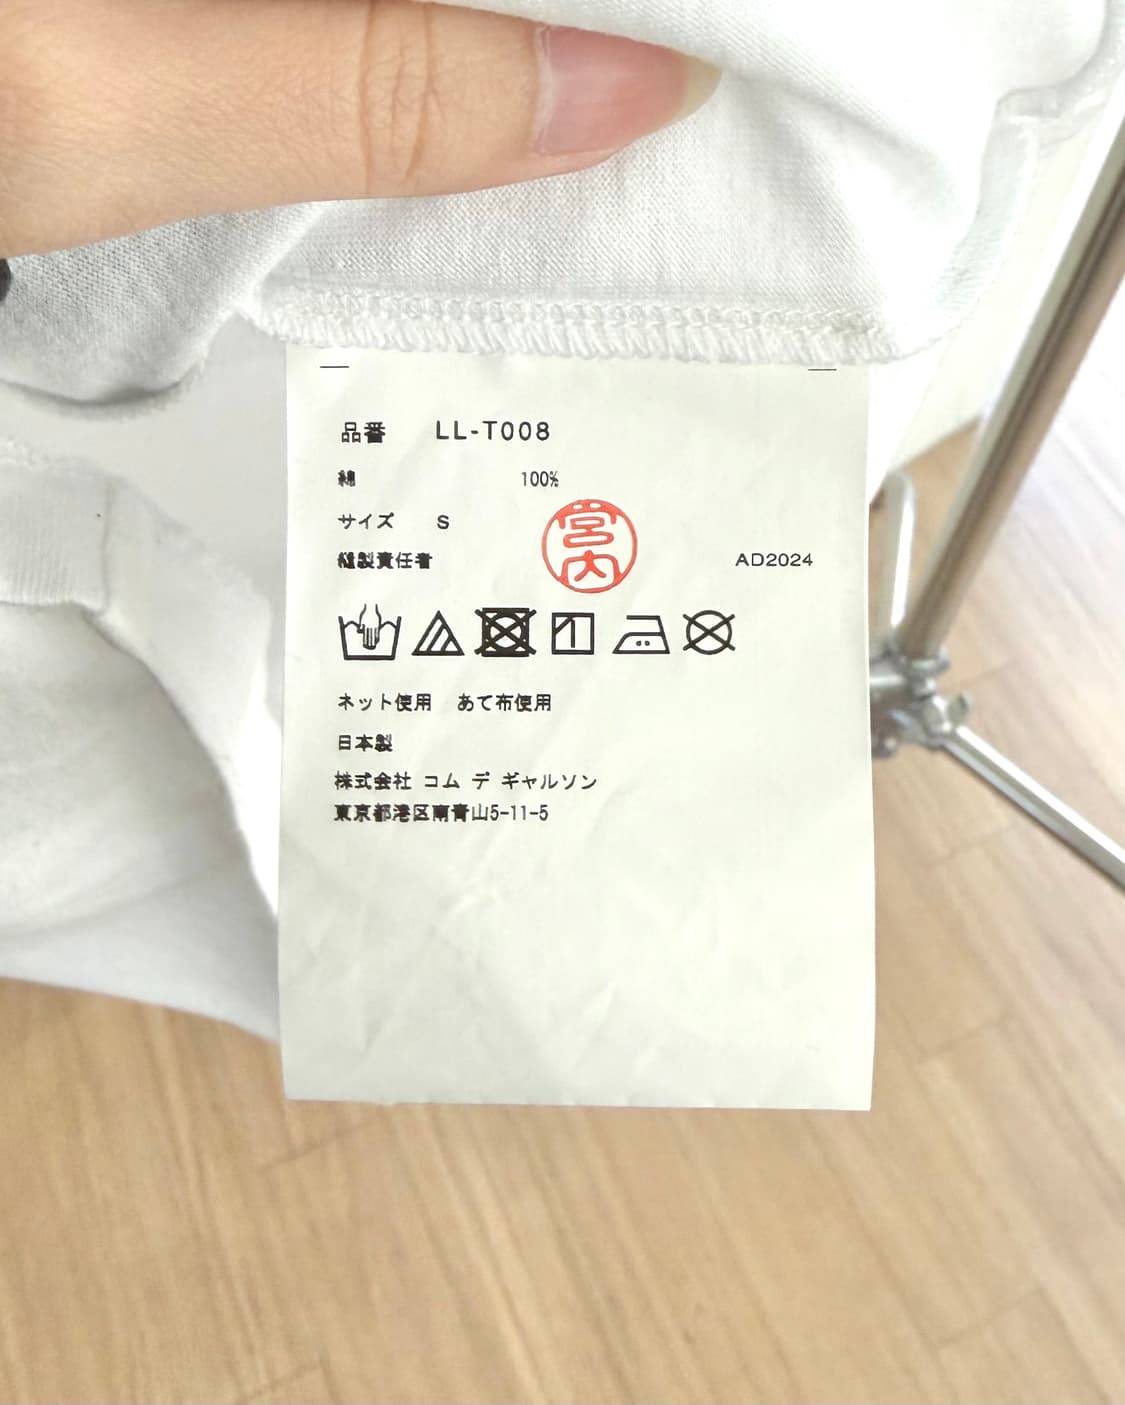 品番 LL-T008
綿 100%
サイズ S
縫製責任者 宮内 AD2024
ネット使用 あて布使用
日本製
株式会社 コム デ ギャルソン
東京都港区南青山5-11-5